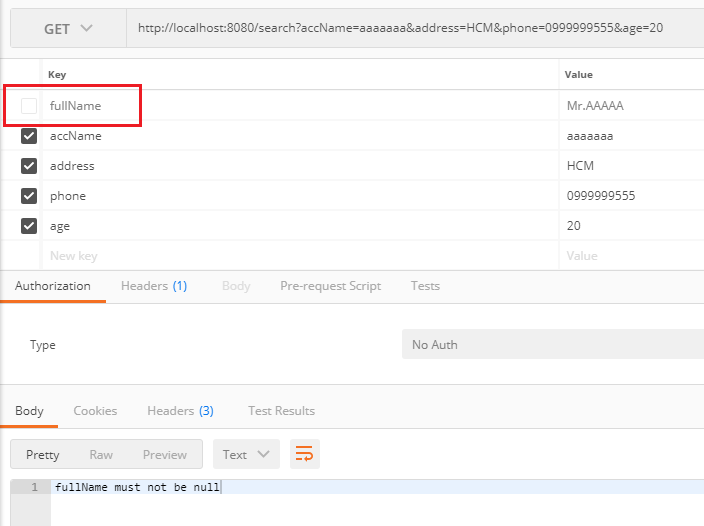 GET http://localhost:8080/search?accName=aaaaaaa&address=HCM&phone=0999999555&age=20
Key Value
fullName Mr.AAAAA
accName aaaaaaa
address HCM
phone 0999999555
age 20
New key Value
Authorization Headers (1) Body Pre-request Script Tests
Type No Auth
Body Cookies Headers (3) Test Results
Pretty Raw Preview Text
1 fullName must not be null